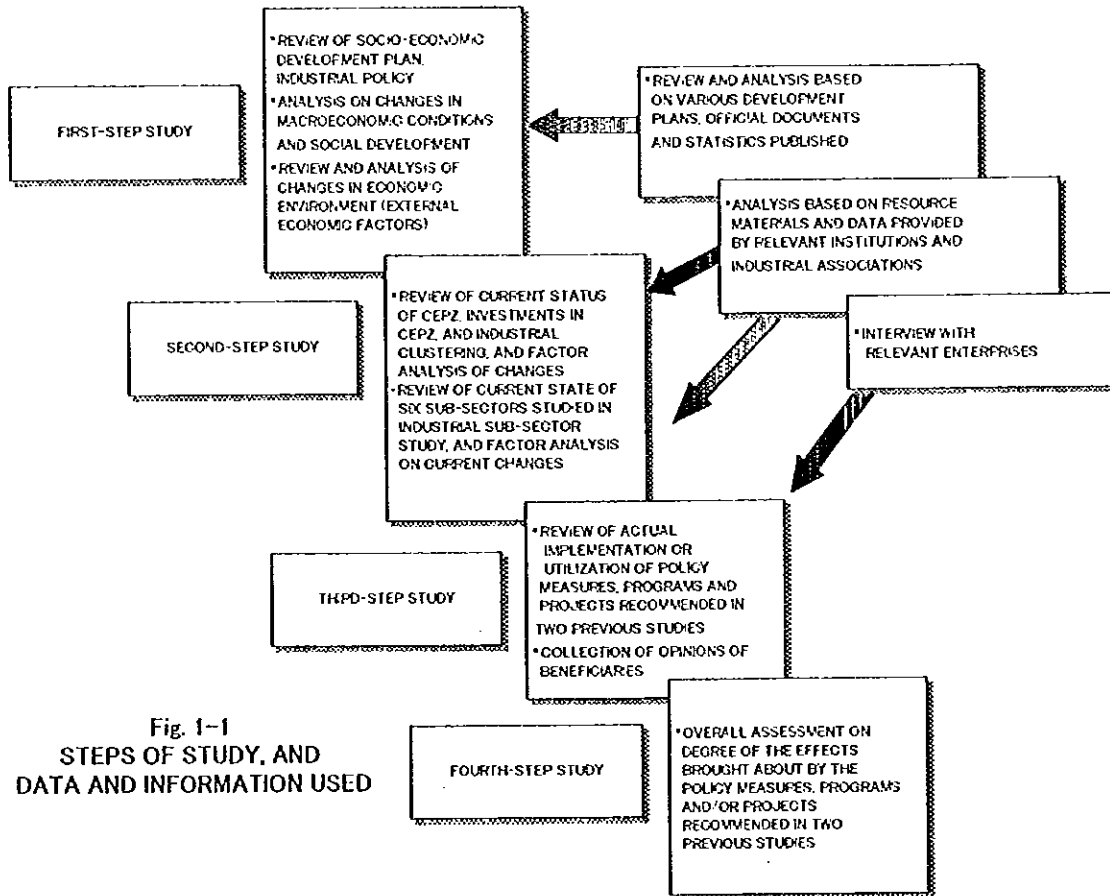 FIRST-STEP STUDY
• REVIEW OF SOCIO-ECONOMIC
DEVELOPMENT PLAN,
INDUSTRIAL POLICY
• ANALYSIS ON CHANGES IN
MACROECONOMIC CONDITIONS
AND SOCIAL DEVELOPMENT
• REVIEW AND ANALYSIS OF
CHANGES IN ECONOMIC
ENVIRONMENT (EXTERNAL
ECONOMIC FACTORS)
• REVIEW AND ANALYSIS BASED
ON VARIOUS DEVELOPMENT
PLANS, OFFICIAL DOCUMENTS
AND STATISTICS PUBLISHED
• ANALYSIS BASED ON RESOURCE
MATERIALS AND DATA PROVIDED
BY RELEVANT INSTITUTIONS AND
INDUSTRIAL ASSOCIATIONS
• INTERVIEW WITH
RELEVANT ENTERPRISES
SECOND-STEP STUDY
• REVIEW OF CURRENT STATUS
OF CEPZ, INVESTMENTS IN
CEPZ, AND INDUSTRIAL
CLUSTERING, AND FACTOR
ANALYSIS OF CHANGES
• REVIEW OF CURRENT STATE OF
SIX SUB-SECTORS STUDIED IN
INDUSTRIAL SUB-SECTOR
STUDY, AND FACTOR ANALYSIS
ON CURRENT CHANGES
THIRD-STEP STUDY
• REVIEW OF ACTUAL
IMPLEMENTATION OR
UTILIZATION OF POLICY
MEASURES, PROGRAMS AND
PROJECTS RECOMMENDED IN
TWO PREVIOUS STUDIES
• COLLECTION OF OPINIONS OF
BENEFICIARES
FOURTH-STEP STUDY
• OVERALL ASSESSMENT ON
DEGREE OF THE EFFECTS
BROUGHT ABOUT BY THE
POLICY MEASURES, PROGRAMS
AND/OR PROJECTS
RECOMMENDED IN TWO
PREVIOUS STUDIES
Fig. 1-1
STEPS OF STUDY, AND
DATA AND INFORMATION USED